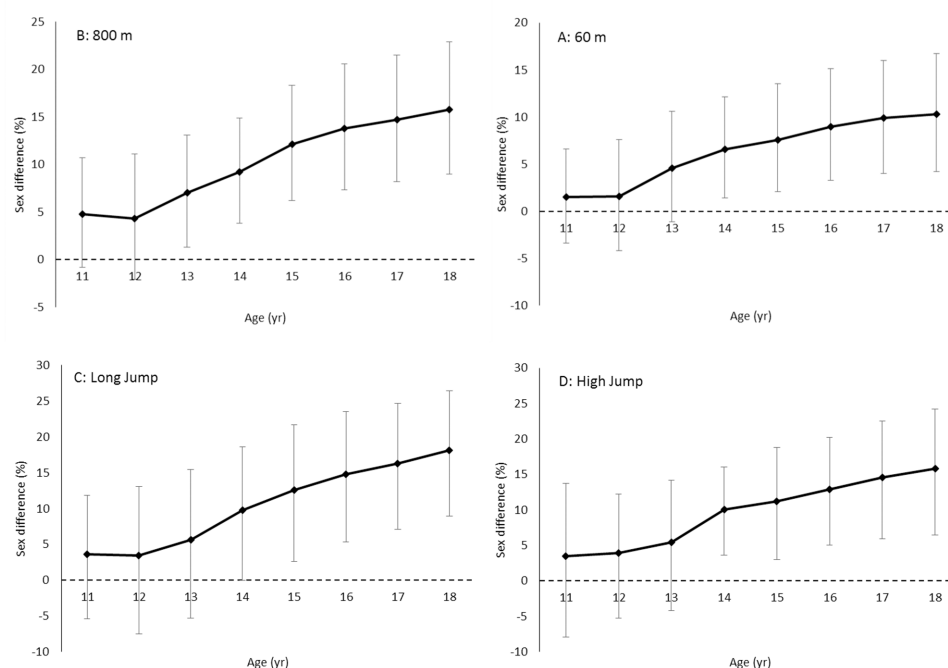 B: 800 m
25
20
15
10
5
0
-5
Sex difference (%)
11 12 13 14 15 16 17 18
Age (yr)
A: 60 m
20
15
10
5
0
-5
-10
Sex difference (%)
11 12 13 14 15 16 17 18
Age (yr)
C: Long Jump
30
25
20
15
10
5
0
-5
-10
Sex difference (%)
11 12 13 14 15 16 17 18
Age (yr)
D: High Jump
30
25
20
15
10
5
0
-5
-10
Sex difference (%)
11 12 13 14 15 16 17 18
Age (yr)